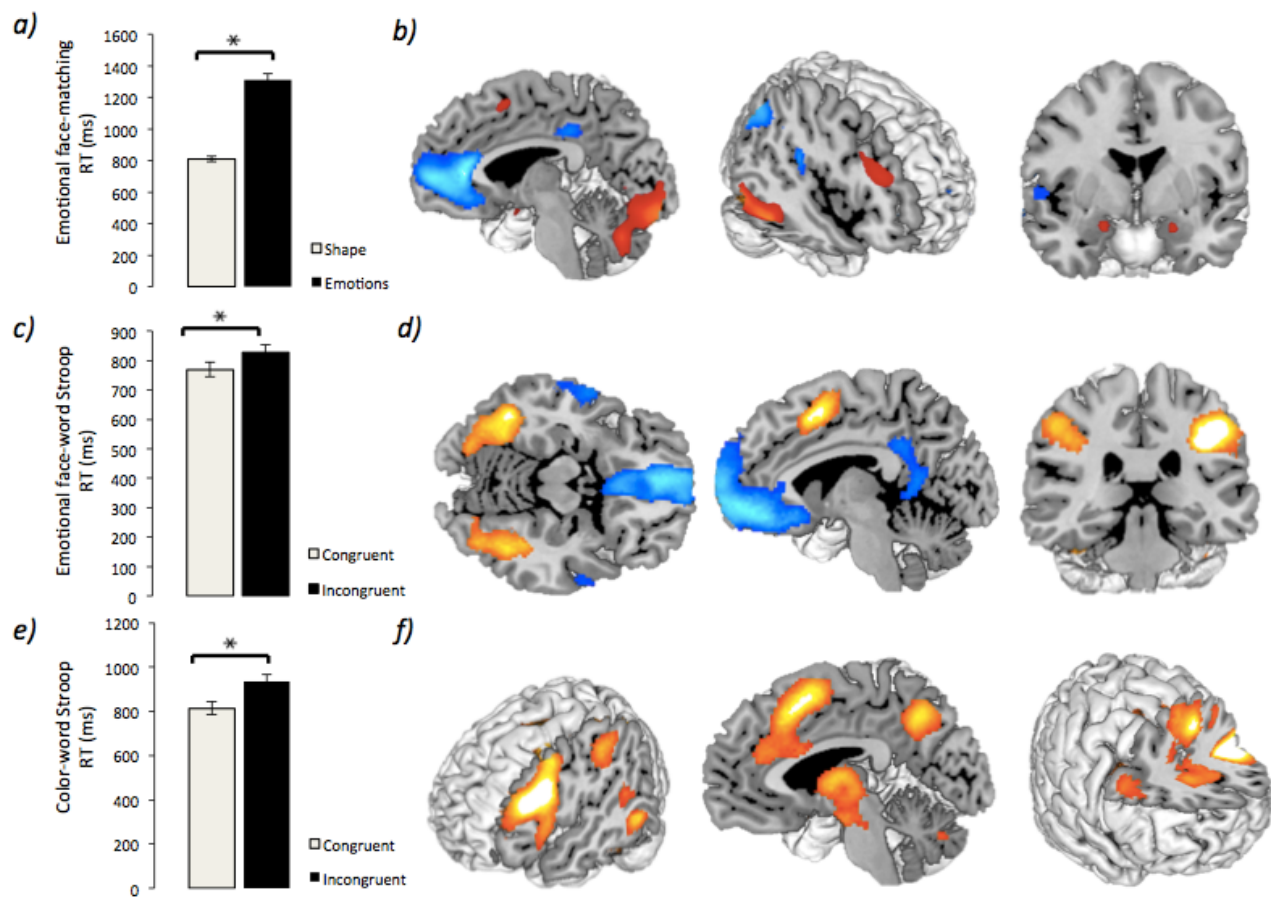 a)
Emotional face-matching
RT (ms)
1600
1400
1200
1000
800
600
400
200
0
*
Shape
Emotions
b)
c)
Emotional face-word Stroop
RT (ms)
900
800
700
600
500
400
300
200
100
0
*
Congruent
Incongruent
d)
e)
Color-word Stroop
RT (ms)
1200
1000
800
600
400
200
0
*
Congruent
Incongruent
f)